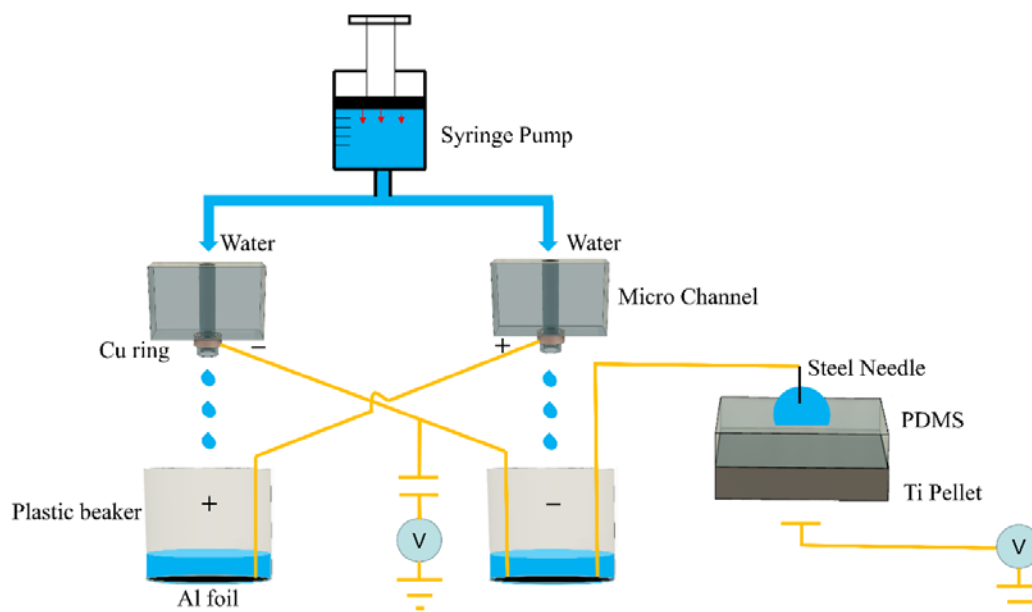 Syringe Pump
Water
Water
Micro Channel
Cu ring
−
+
Steel Needle
PDMS
Plastic beaker
+
−
Ti Pellet
V
V
Al foil